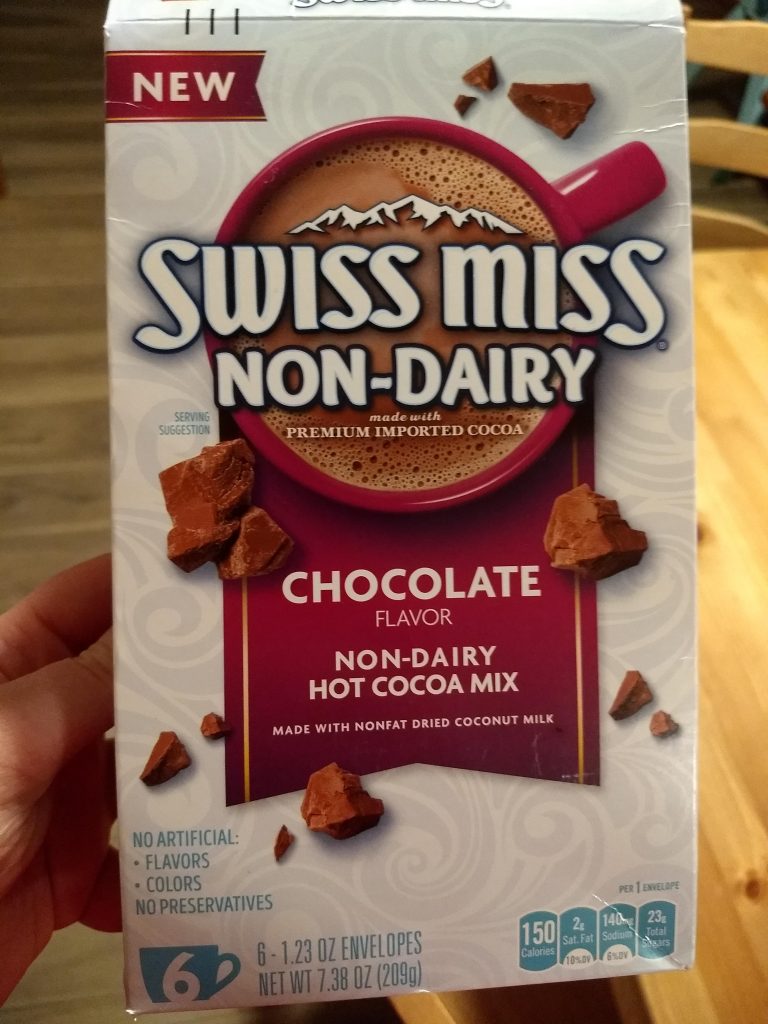 SWISS MISS
NEW
SWISS MISS®
NON-DAIRY
made with
PREMIUM IMPORTED COCOA
SERVING
SUGGESTION
CHOCOLATE
FLAVOR
NON-DAIRY
HOT COCOA MIX
MADE WITH NONFAT DRIED COCONUT MILK
NO ARTIFICIAL:
• FLAVORS
• COLORS
NO PRESERVATIVES
6
6 - 1.23 OZ ENVELOPES
NET WT 7.38 OZ (209g)
PER 1 ENVELOPE
150 Calories
2g Sat. Fat 10% DV
140mg Sodium 6% DV
23g Total Sugars